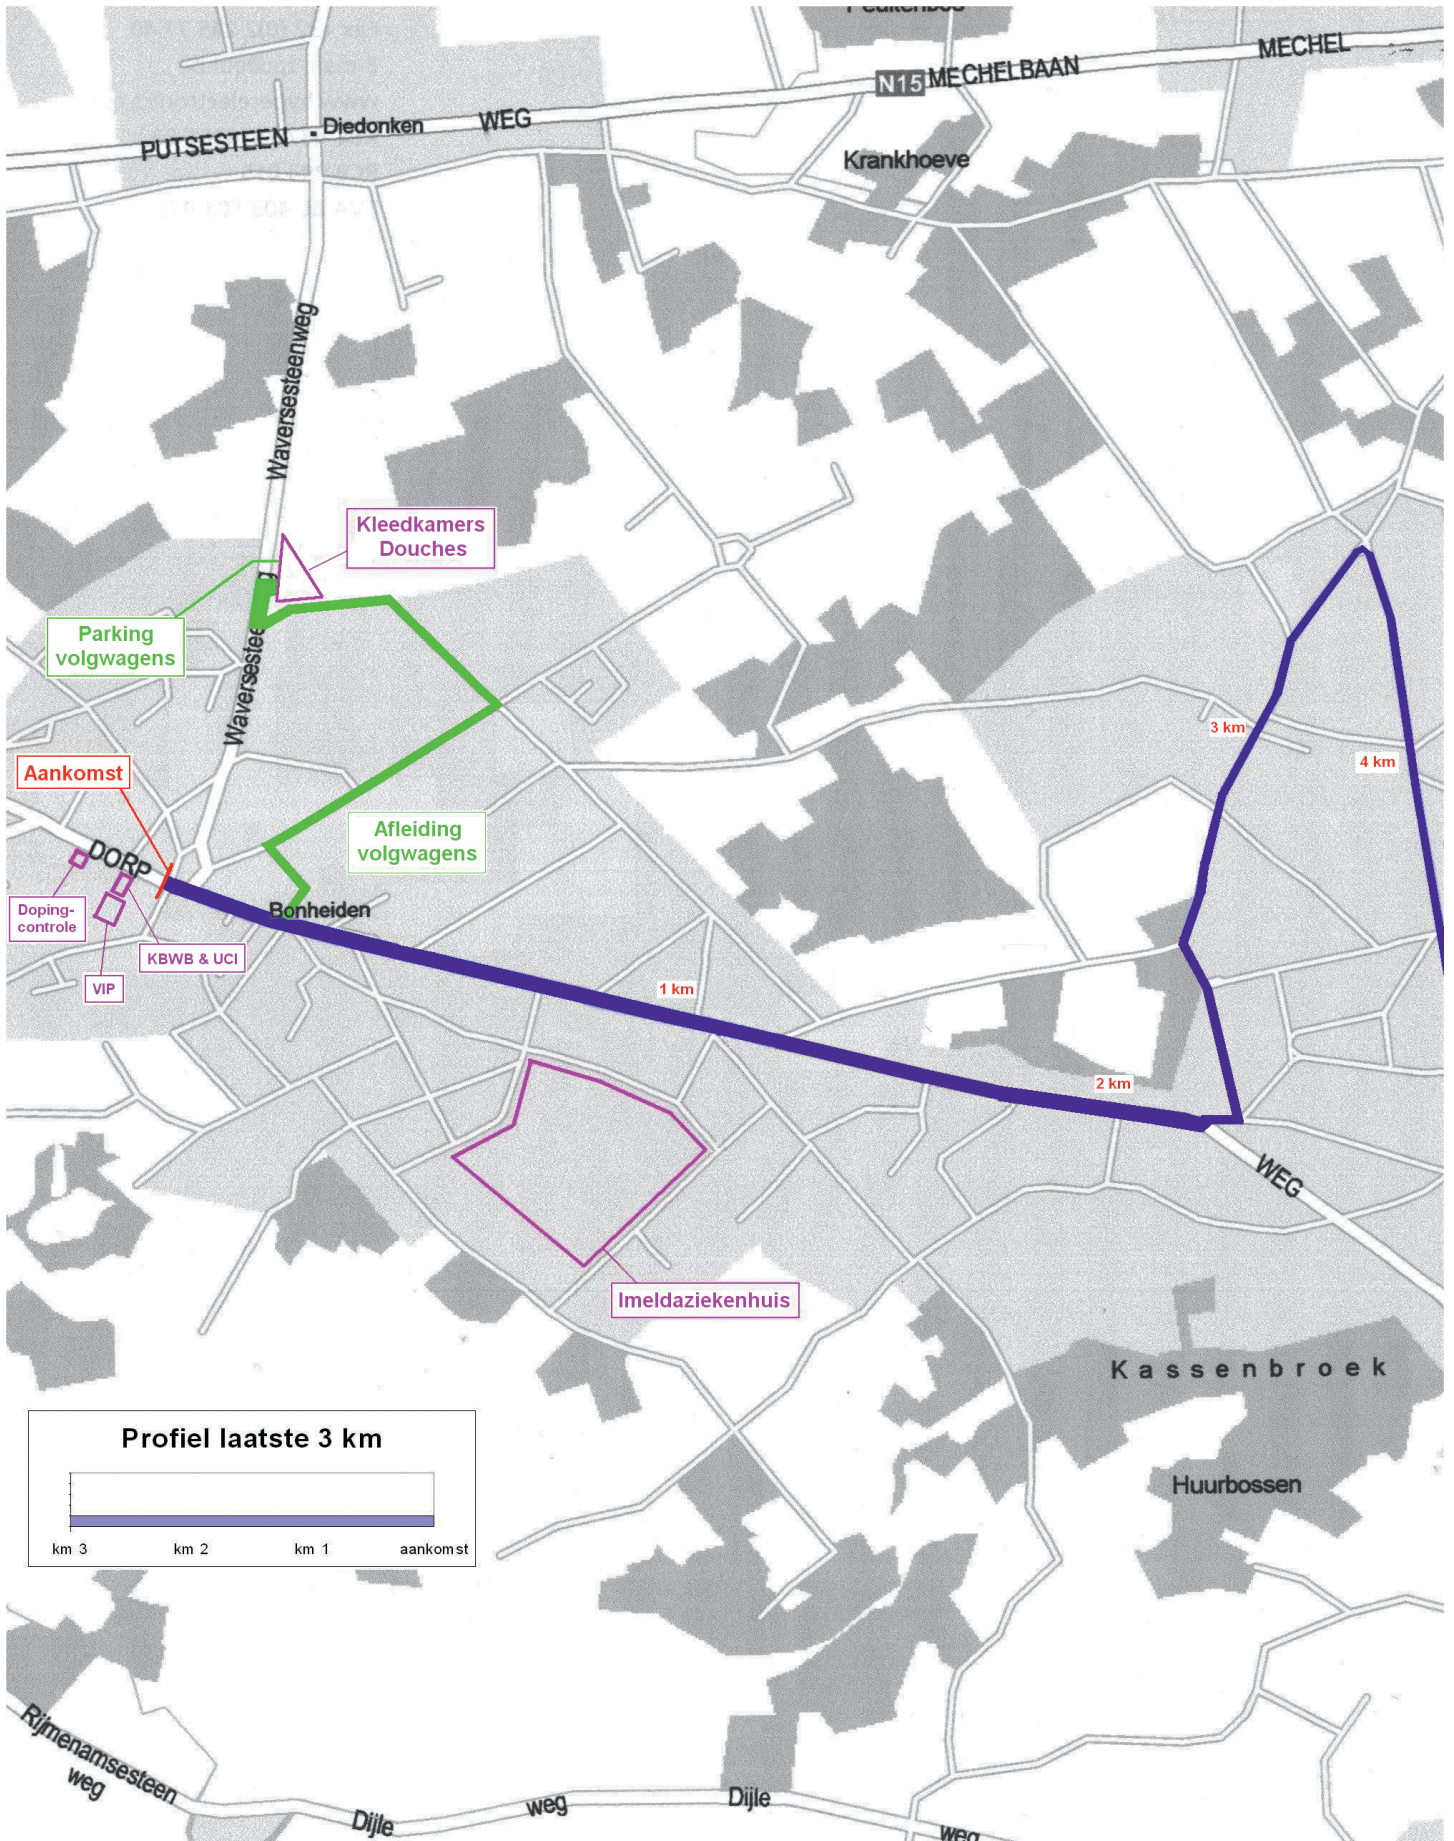 MECHEL
N15 MECHELBAAN
PUTSESTEEN
Diedonken
WEG
Krankhoeve
Waversesteenweg
Kleedkamers
Douches
Parking
volgwagens
Aankomst
Afleiding
volgwagens
3 km
4 km
DORP
Bonheiden
Doping-
controle
KBWB & UCI
VIP
1 km
2 km
WEG
Imeldaziekenhuis
Kassenbroek
Profiel laatste 3 km
km 3
km 2
km 1
aankomst
Huurbossen
Rijmenamsesteen
weg
Dijle
weg
Dijle
weg